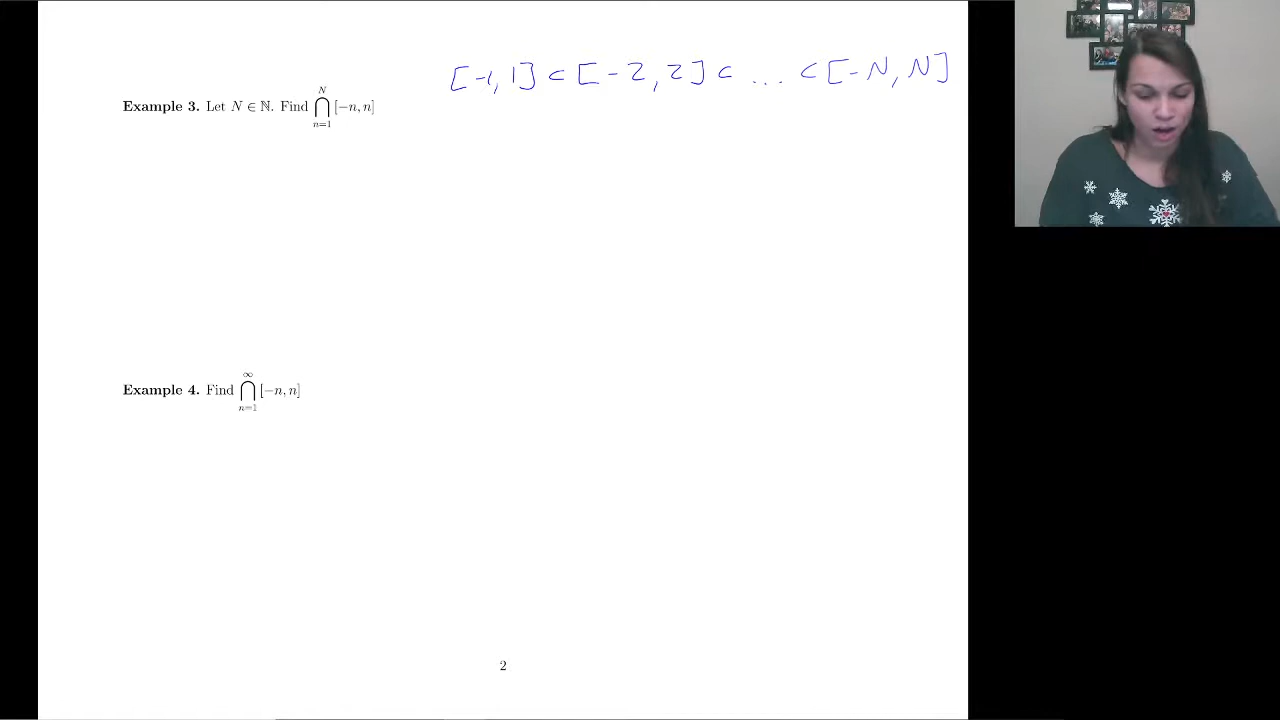 [-1, 1] ⊂ [-2, 2] ⊂ ... ⊂ [-N, N]
Example 3. Let N ∈ ℕ. Find ⋂_{n=1}^{N} [−n, n]
Example 4. Find ⋂_{n=1}^{∞} [−n, n]
2